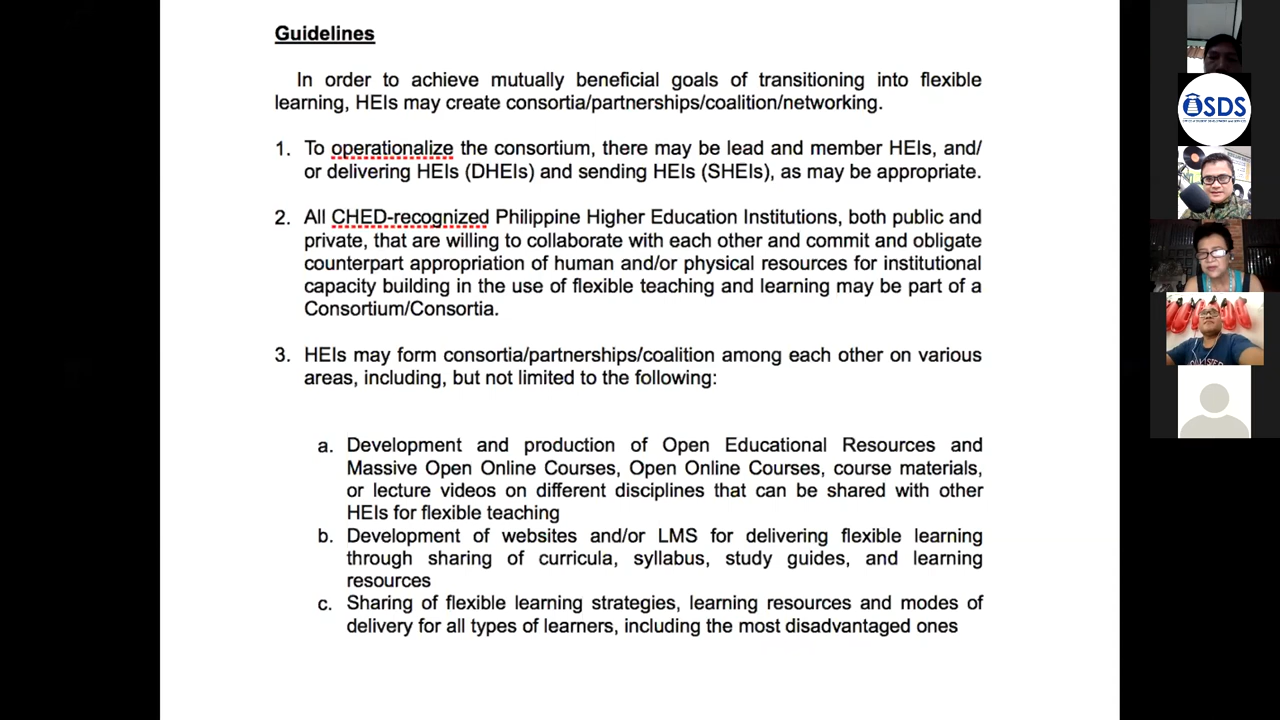 Guidelines
In order to achieve mutually beneficial goals of transitioning into flexible
learning, HEIs may create consortia/partnerships/coalition/networking.
1. To operationalize the consortium, there may be lead and member HEIs, and/
or delivering HEIs (DHEIs) and sending HEIs (SHEIs), as may be appropriate.
2. All CHED-recognized Philippine Higher Education Institutions, both public and
private, that are willing to collaborate with each other and commit and obligate
counterpart appropriation of human and/or physical resources for institutional
capacity building in the use of flexible teaching and learning may be part of a
Consortium/Consortia.
3. HEIs may form consortia/partnerships/coalition among each other on various
areas, including, but not limited to the following:
a. Development and production of Open Educational Resources and
Massive Open Online Courses, Open Online Courses, course materials,
or lecture videos on different disciplines that can be shared with other
HEIs for flexible teaching
b. Development of websites and/or LMS for delivering flexible learning
through sharing of curricula, syllabus, study guides, and learning
resources
c. Sharing of flexible learning strategies, learning resources and modes of
delivery for all types of learners, including the most disadvantaged ones
OSDS